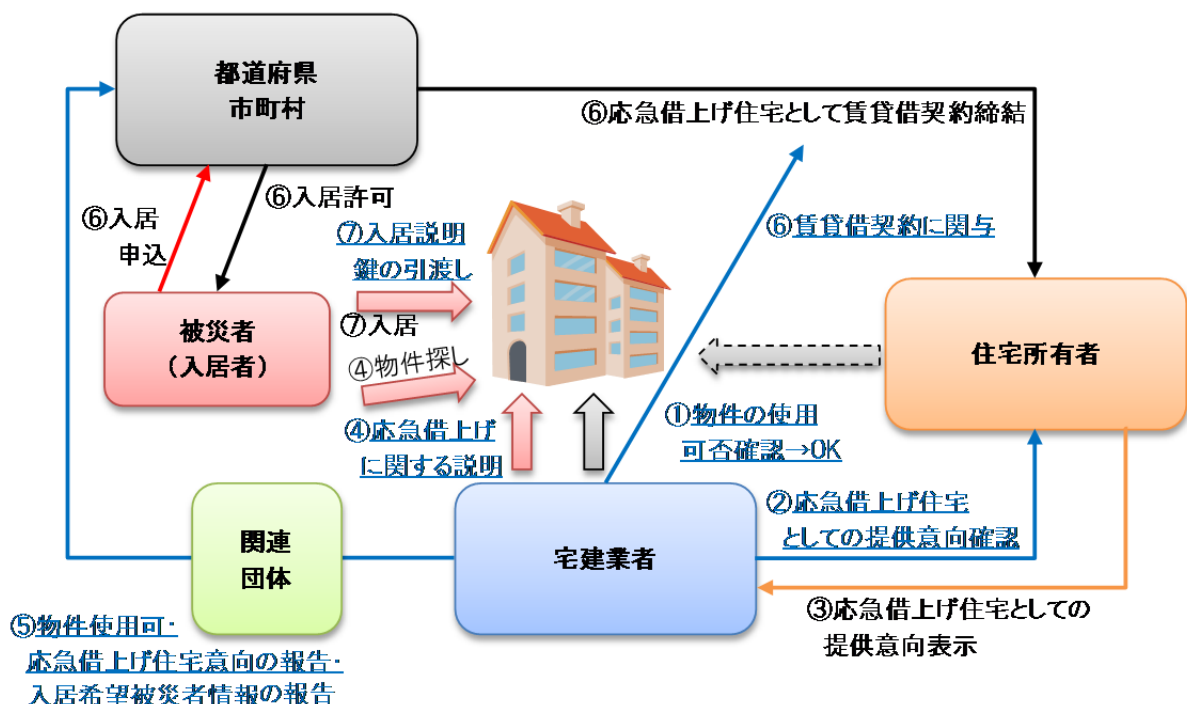 都道府県
市町村
⑥応急借上げ住宅として賃貸借契約締結
⑥入居
申込
⑥入居許可
⑦入居説明
鍵の引渡し
⑥賃貸借契約に関与
被災者
(入居者)
⑦入居
④物件探し
住宅所有者
④応急借上げ
に関する説明
①物件の使用
可否確認→OK
関連
団体
宅建業者
②応急借上げ住宅
としての提供意向確認
③応急借上げ住宅としての
提供意向表示
⑤物件使用可・
応急借上げ住宅意向の報告・
入居希望被災者情報の報告